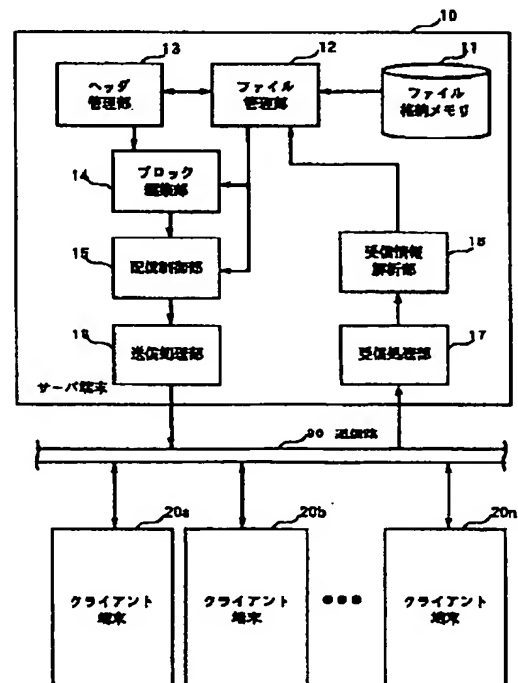 10
13
12
11
ヘッダ
管理部
ファイル
管理部
ファイル
格納メモリ
14
ブロック
編集部
15
配信制御部
受信情報
解析部
18
送信処理部
受信処理部
17
サーバ端末
通信路
20a
20b
20n
クライアント
端末
クライアント
端末
•••
クライアント
端末